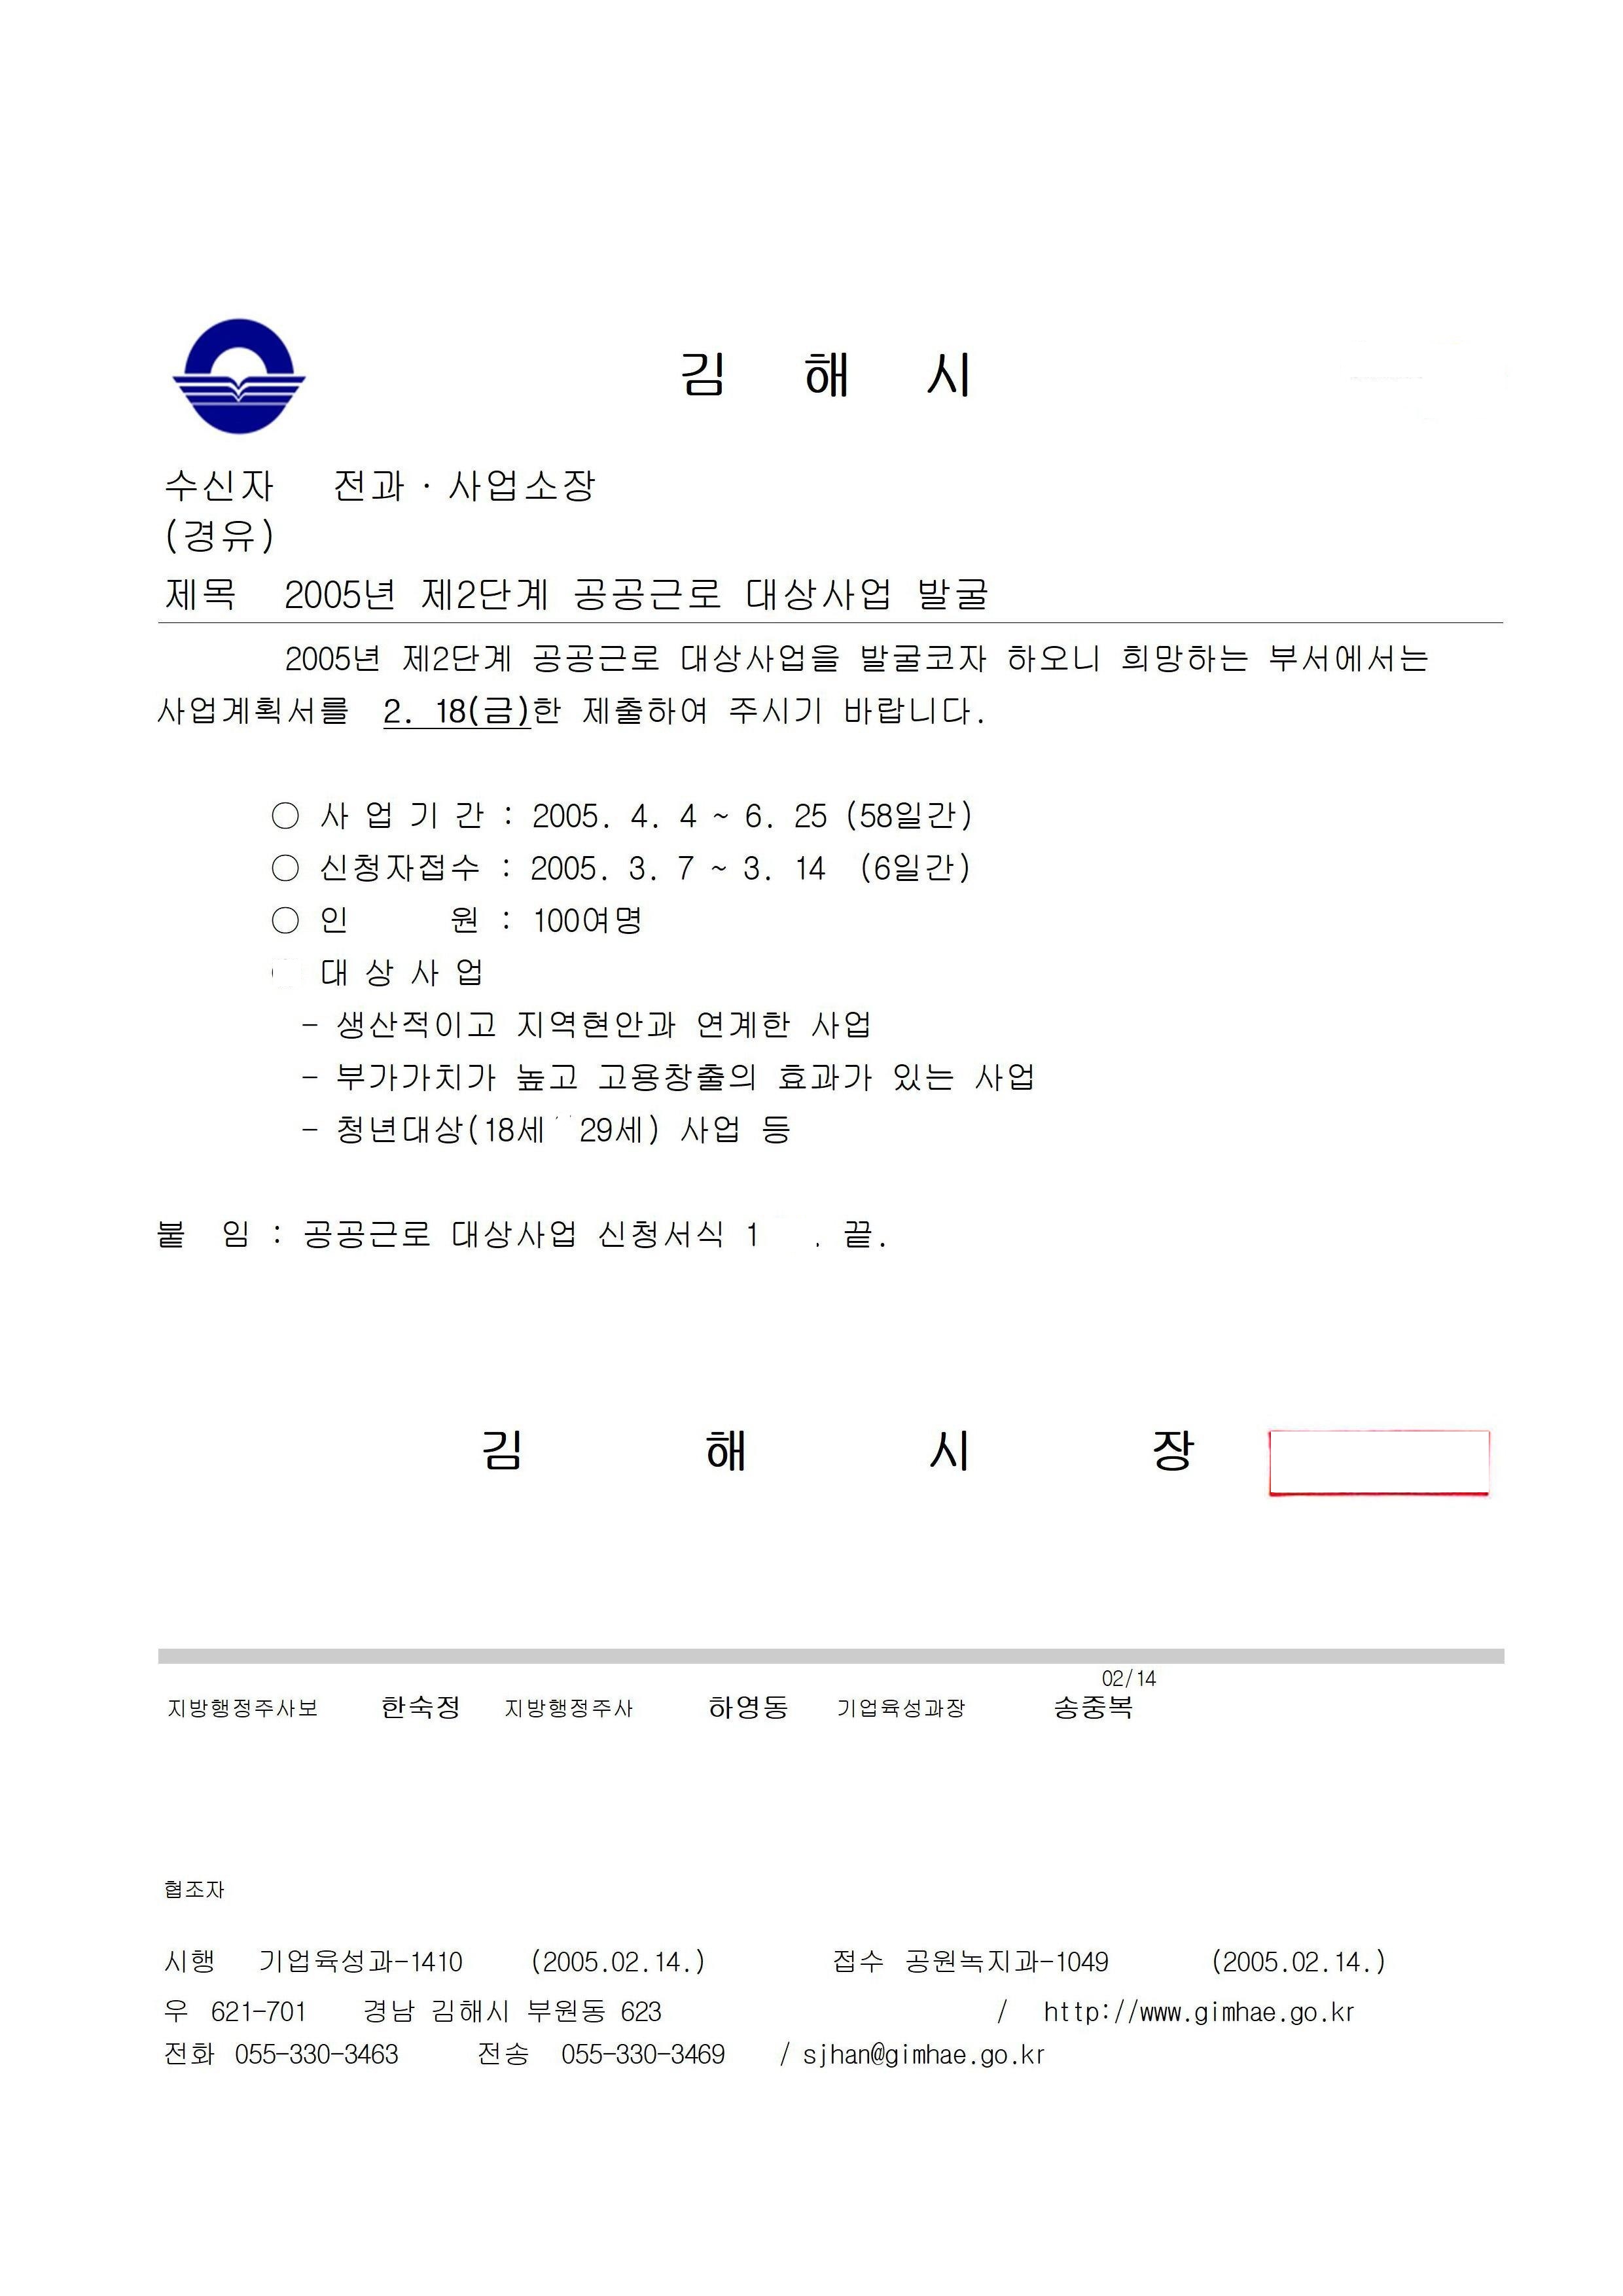 김 해 시
수신자 전과·사업소장
(경유)
제목 2005년 제2단계 공공근로 대상사업 발굴
2005년 제2단계 공공근로 대상사업을 발굴코자 하오니 희망하는 부서에서는
사업계획서를 2. 18(금)한 제출하여 주시기 바랍니다.
○ 사 업 기 간 : 2005. 4. 4 ~ 6. 25 (58일간)
○ 신청자접수 : 2005. 3. 7 ~ 3. 14 (6일간)
○ 인 원 : 100여명
대 상 사 업
- 생산적이고 지역현안과 연계한 사업
- 부가가치가 높고 고용창출의 효과가 있는 사업
- 청년대상(18세 29세) 사업 등
붙 임 : 공공근로 대상사업 신청서식 1 . 끝.
김 해 시 장
02/14
지방행정주사보 한숙정 지방행정주사 하영동 기업육성과장 송중복
협조자
시행 기업육성과-1410 (2005.02.14.) 접수 공원녹지과-1049 (2005.02.14.)
우 621-701 경남 김해시 부원동 623 / http://www.gimhae.go.kr
전화 055-330-3463 전송 055-330-3469 / sjhan@gimhae.go.kr